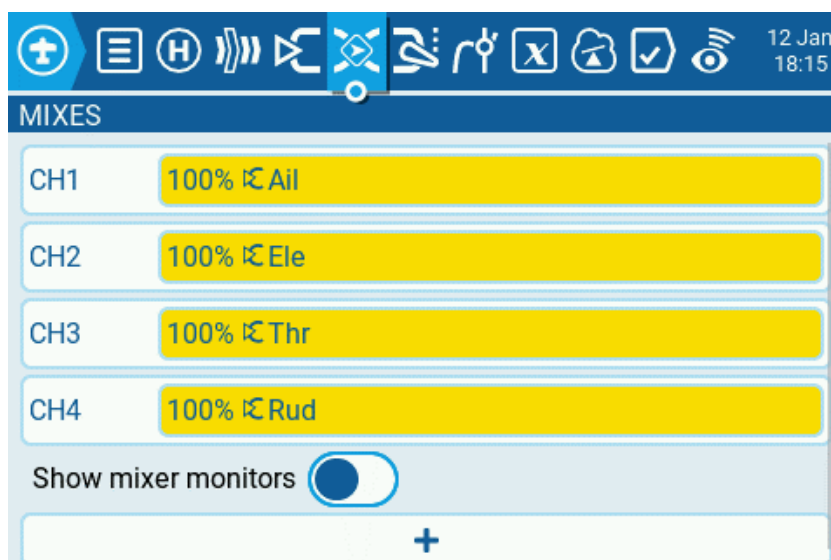 12 Jan
18:15
MIXES
CH1 100% Ail
CH2 100% Ele
CH3 100% Thr
CH4 100% Rud
Show mixer monitors
+